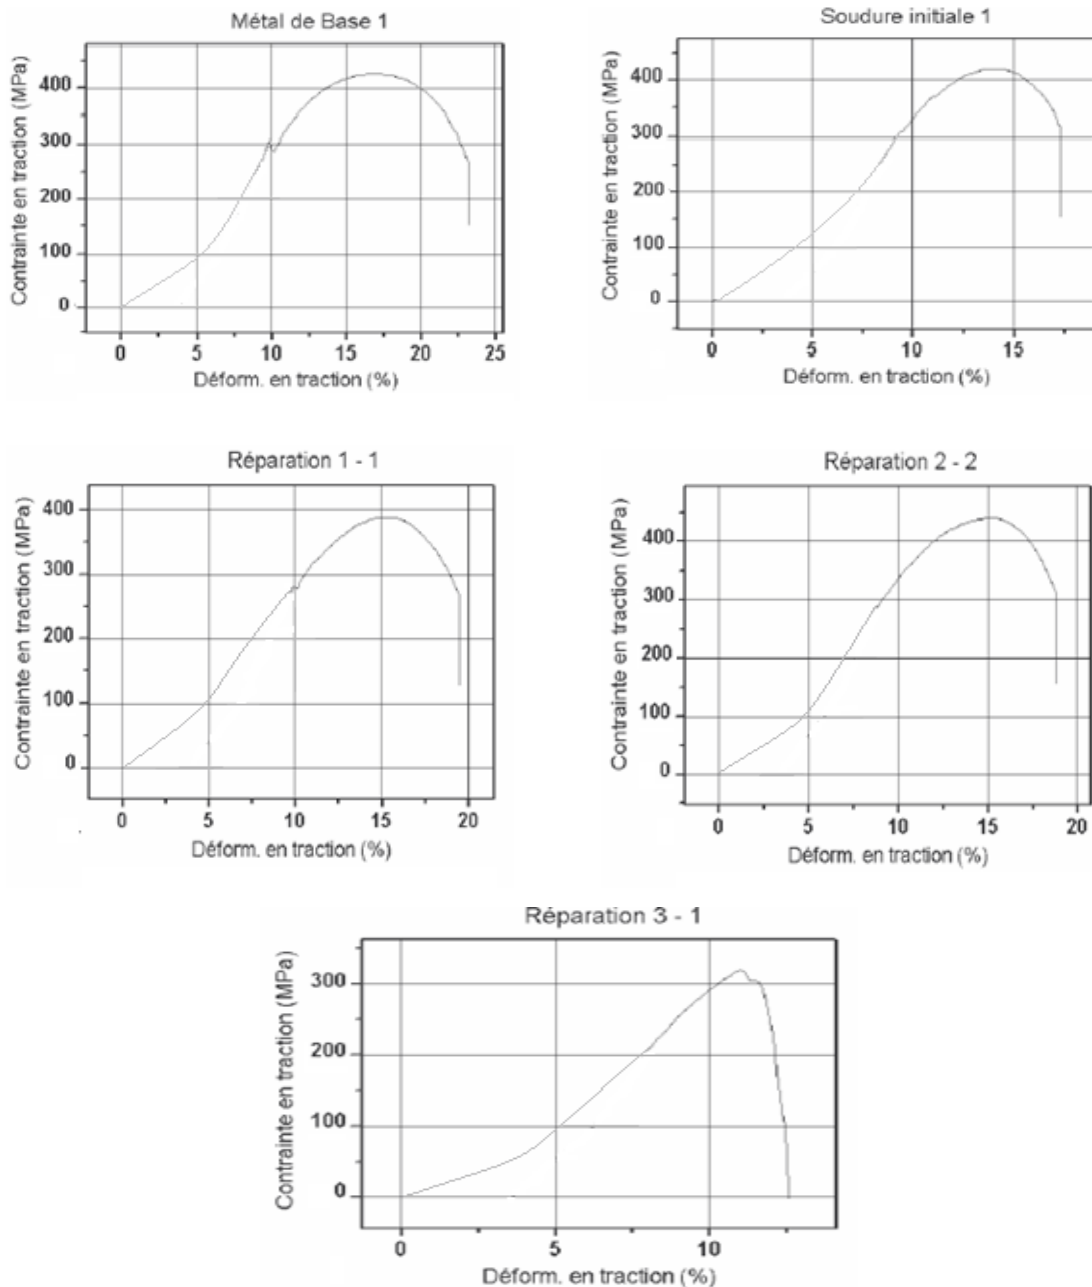 Métal de Base 1
Contrainte en traction (MPa)
400
300
200
100
0
0 5 10 15 20 25
Déform. en traction (%)
Soudure initiale 1
Contrainte en traction (MPa)
400
300
200
100
0
0 5 10 15
Déform. en traction (%)
Réparation 1 - 1
Contrainte en traction (MPa)
400
300
200
100
0
0 5 10 15 20
Déform. en traction (%)
Réparation 2 - 2
Contrainte en traction (MPa)
400
300
200
100
0
0 5 10 15 20
Déform. en traction (%)
Réparation 3 - 1
Contrainte en traction (MPa)
300
200
100
0
0 5 10
Déform. en traction (%)